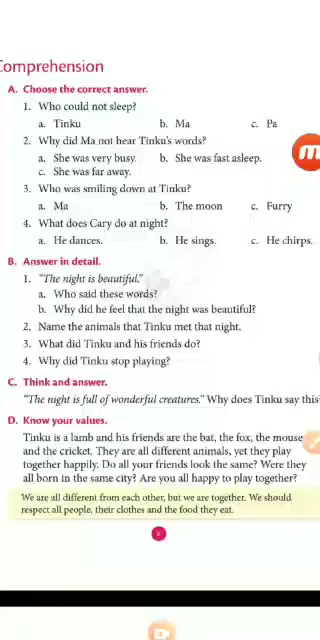 Comprehension
A. Choose the correct answer.
1. Who could not sleep?
a. Tinku b. Ma c. Pa
2. Why did Ma not hear Tinku's words?
a. She was very busy. b. She was fast asleep.
c. She was far away.
3. Who was smiling down at Tinku?
a. Ma b. The moon c. Furry
4. What does Cary do at night?
a. He dances. b. He sings. c. He chirps.
B. Answer in detail.
1. "The night is beautiful."
a. Who said these words?
b. Why did he feel that the night was beautiful?
2. Name the animals that Tinku met that night.
3. What did Tinku and his friends do?
4. Why did Tinku stop playing?
C. Think and answer.
"The night is full of wonderful creatures." Why does Tinku say this
D. Know your values.
Tinku is a lamb and his friends are the bat, the fox, the mouse
and the cricket. They are all different animals, yet they play
together happily. Do all your friends look the same? Were they
all born in the same city? Are you all happy to play together?
We are all different from each other, but we are together. We should
respect all people, their clothes and the food they eat.